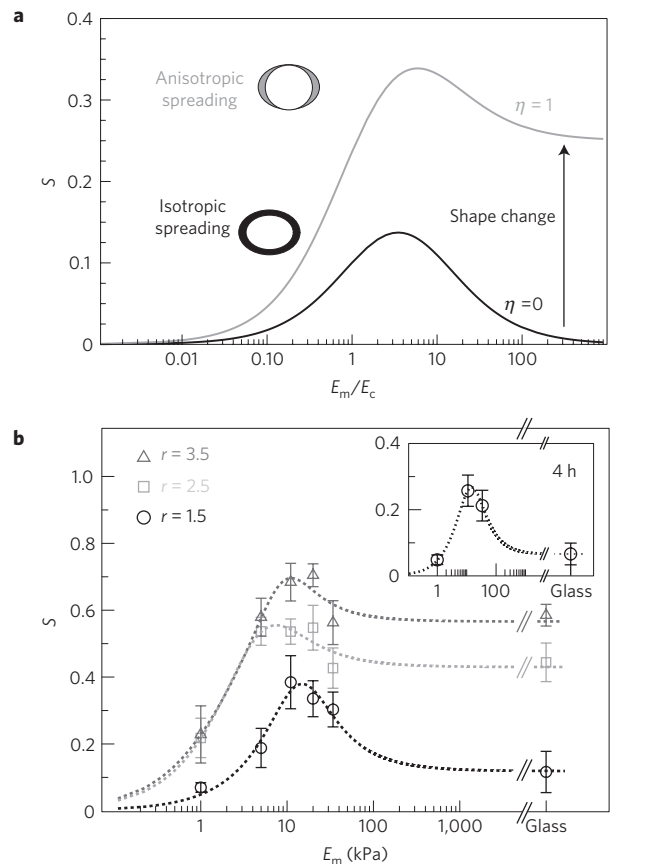 a
0.4
0.3
0.2
0.1
0
S
Anisotropic
spreading
Isotropic
spreading
η = 1
Shape change
η =0
0.01
0.10
1
10
100
Em/Ec
b
1.0
0.8
0.6
0.4
0.2
0
S
r = 3.5
r = 2.5
r = 1.5
0.4
0.2
0
4 h
1
100
Glass
1
10
100
1,000
Glass
Em (kPa)